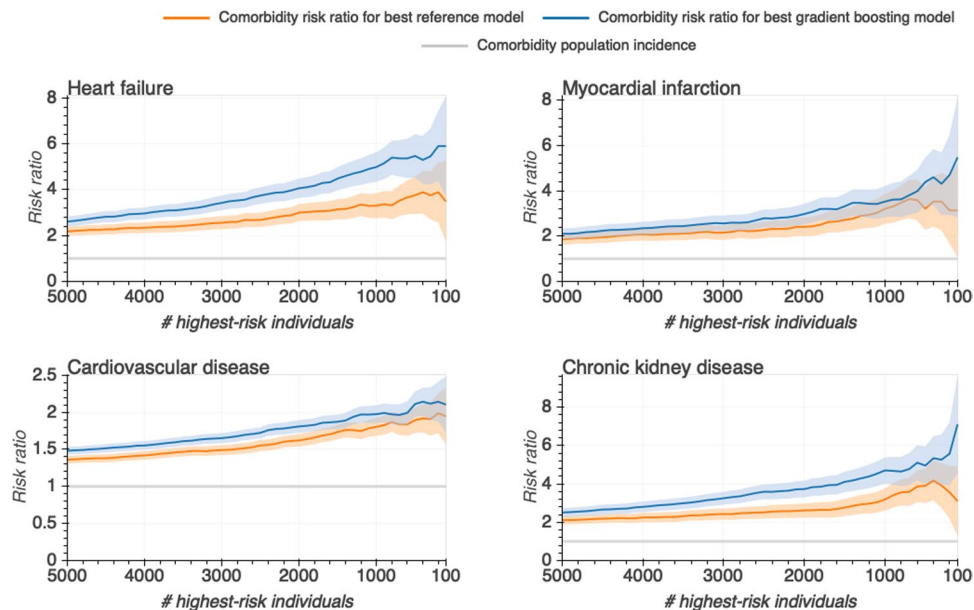 Comorbidity risk ratio for best reference model
Comorbidity risk ratio for best gradient boosting model
Comorbidity population incidence
Heart failure
8
6
4
2
0
Risk ratio
5000 4000 3000 2000 1000 100
# highest-risk individuals
Myocardial infarction
8
6
4
2
0
Risk ratio
5000 4000 3000 2000 1000 100
# highest-risk individuals
Cardiovascular disease
2.5
2
1.5
1
0.5
0
Risk ratio
5000 4000 3000 2000 1000 100
# highest-risk individuals
Chronic kidney disease
8
6
4
2
0
Risk ratio
5000 4000 3000 2000 1000 100
# highest-risk individuals